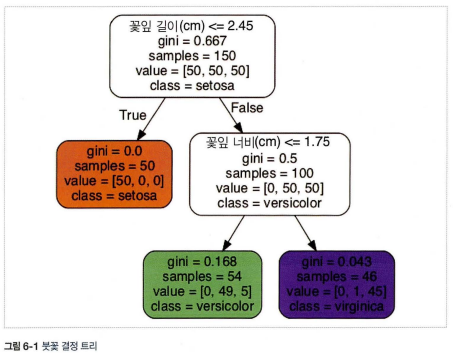 꽃잎 길이(cm) <= 2.45
gini = 0.667
samples = 150
value = [50, 50, 50]
class = setosa
True
False
gini = 0.0
samples = 50
value = [50, 0, 0]
class = setosa
꽃잎 너비(cm) <= 1.75
gini = 0.5
samples = 100
value = [0, 50, 50]
class = versicolor
gini = 0.168
samples = 54
value = [0, 49, 5]
class = versicolor
gini = 0.043
samples = 46
value = [0, 1, 45]
class = virginica
그림 6-1 붓꽃 결정 트리